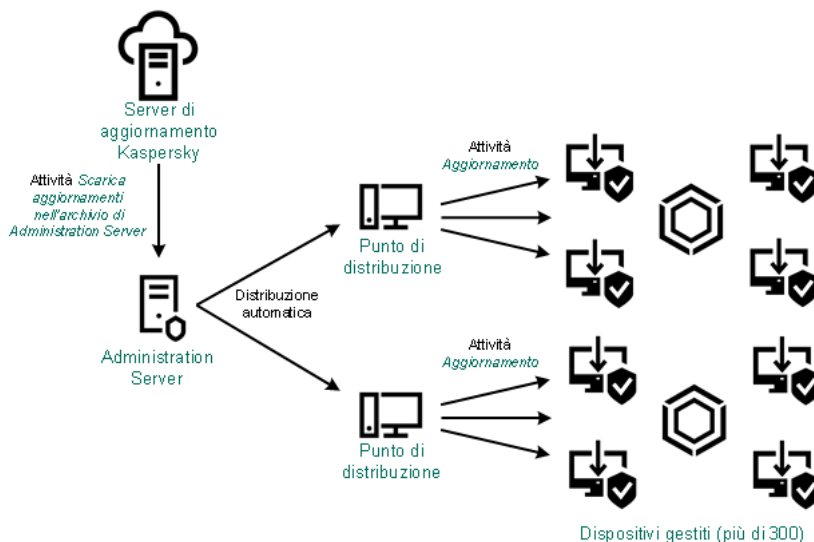 Server di
aggiornamento
Kaspersky
Attività Scarica
aggiornamenti
nell'archivio di
Administration Server
Administration
Server
Distribuzione
automatica
Punto di
distribuzione
Attività
Aggiornamento
Punto di
distribuzione
Attività
Aggiornamento
Dispositivi gestiti (più di 300)